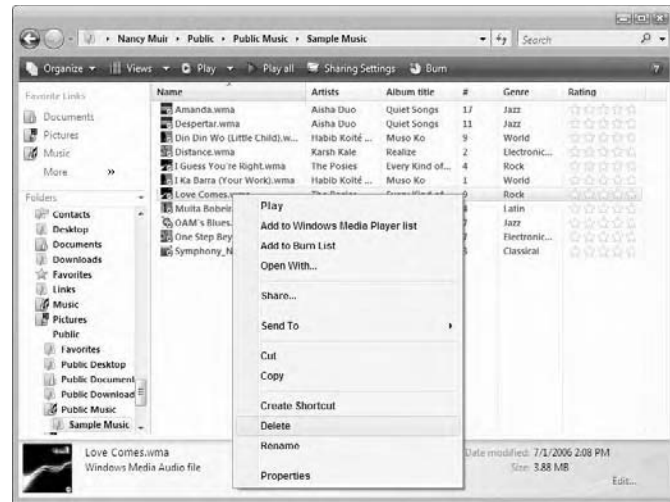 Nancy Muir Public Public Music Sample Music
Search
Organize Views Play Play all Sharing Settings Burn ?
Favorite Links
Documents
Pictures
Music
More »
Folders
Contacts
Desktop
Documents
Downloads
Favorites
Links
Music
Pictures
Public
Favorites
Public Desktop
Public Document
Public Download
Public Music
Sample Music
Name Artists Album title # Genre Rating
Amanda.wma Aisha Duo Quiet Songs 17 Jazz
Despertar.wma Aisha Duo Quiet Songs 11 Jazz
Din Din Wo (Little Child).w... Habib Koité ... Muso Ko 9 World
Distance.wma Karsh Kale Realize 2 Electronic...
I Guess You're Right.wma The Posies Every Kind of... 4 Rock
I Ka Barra (Your Work).wma Habib Koité ... Muso Ko 1 World
Love Comes.wma The Posies Every Kind of Rock
Muita Bobeir Latin
OAM's Blues. Jazz
One Step Bey Electronic...
Symphony_N Classical
Play
Add to Windows Media Player list
Add to Burn List
Open With...
Share...
Send To
Cut
Copy
Create Shortcut
Delete
Rename
Properties
Love Comes.wma
Windows Media Audio file
Date modified: 7/1/2006 2:08 PM
Size: 3.88 MB
Edit...